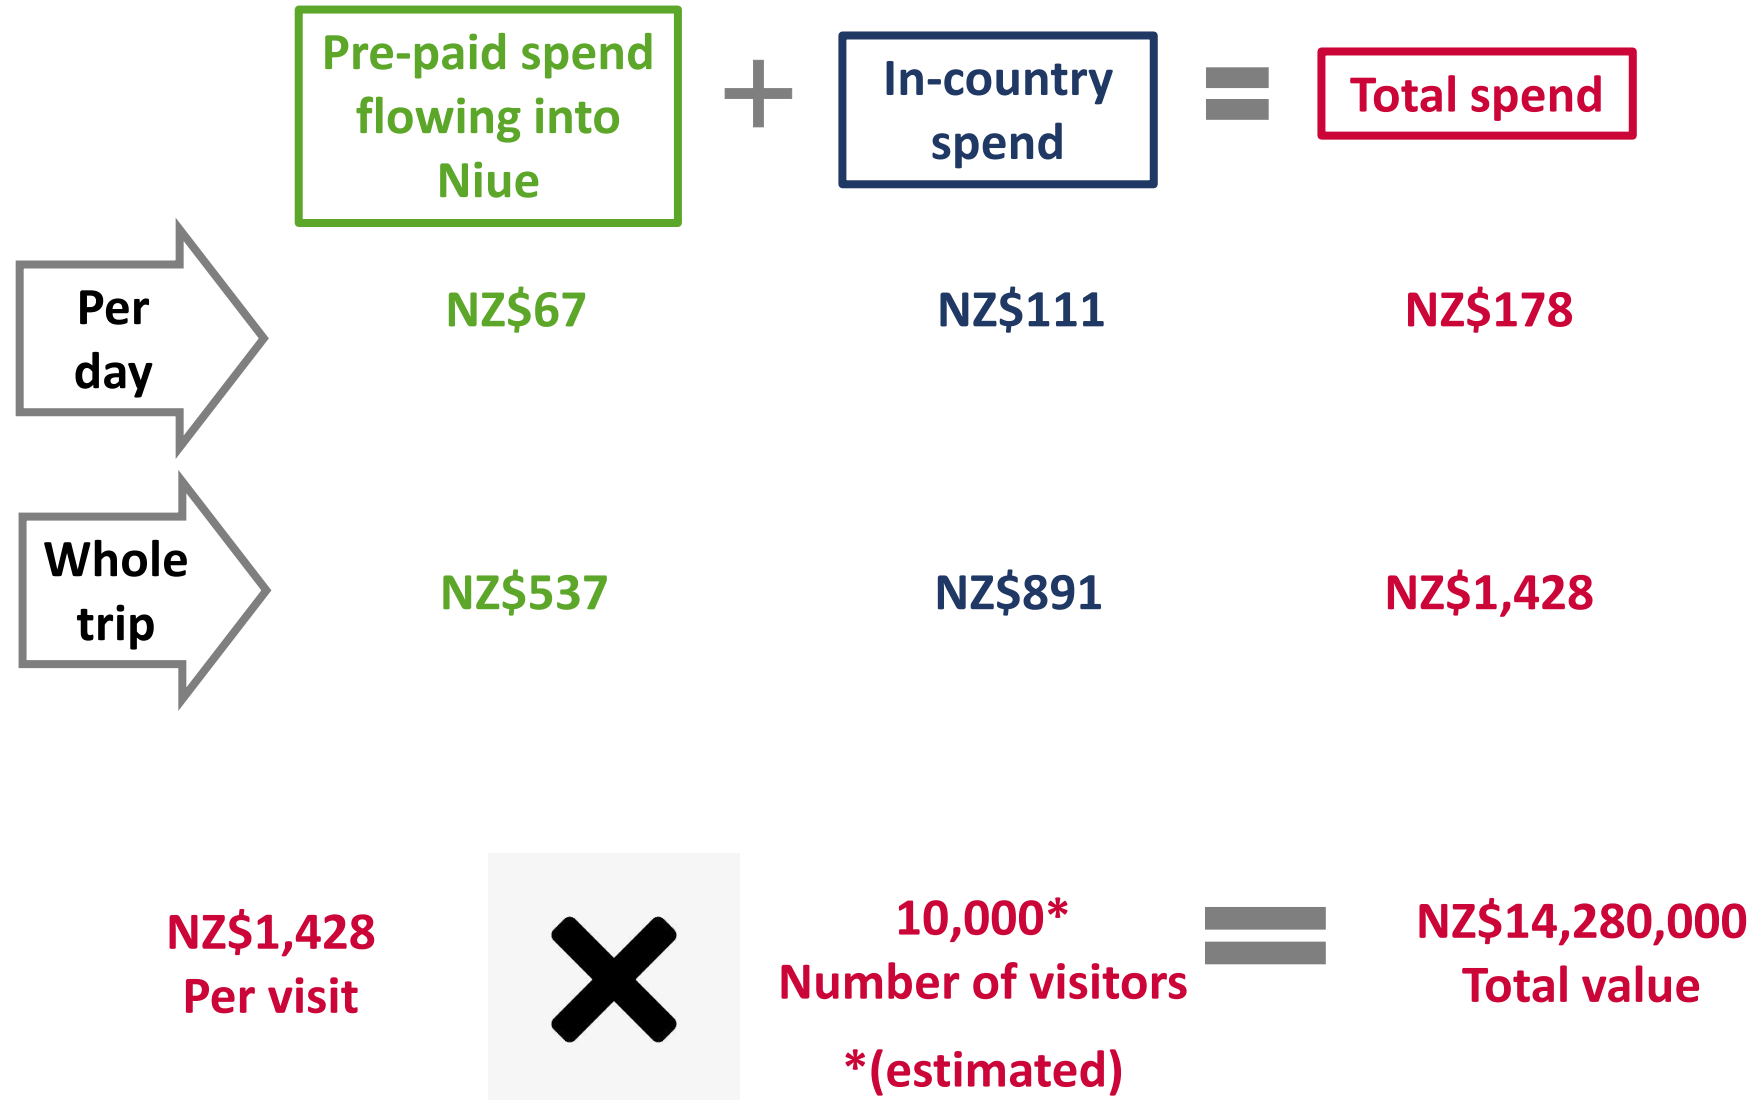 Pre-paid spend
flowing into
Niue
+
In-country
spend
=
Total spend
Per
day
NZ$67
NZ$111
NZ$178
Whole
trip
NZ$537
NZ$891
NZ$1,428
NZ$1,428
Per visit
×
10,000*
Number of visitors
*(estimated)
=
NZ$14,280,000
Total value